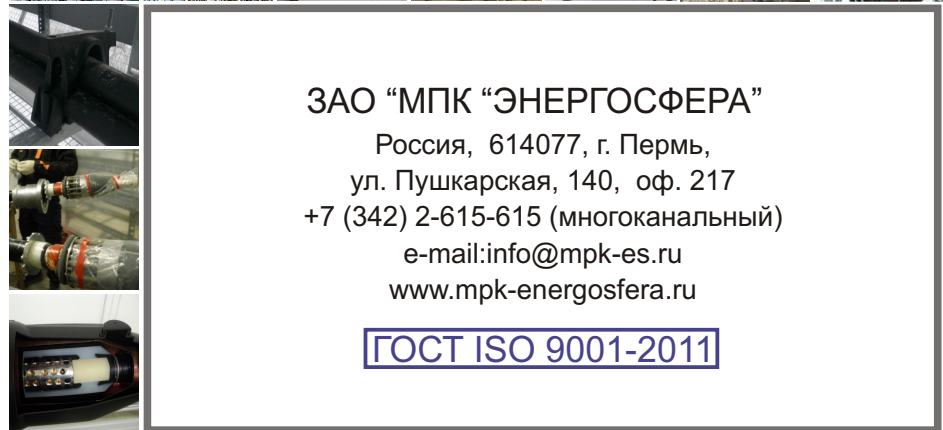 ЗАО “МПК “ЭНЕРГОСФЕРА”
Россия, 614077, г. Пермь,
ул. Пушкарская, 140, оф. 217
+7 (342) 2-615-615 (многоканальный)
e-mail:info@mpk-es.ru
www.mpk-energosfera.ru
ГОСТ ISO 9001-2011